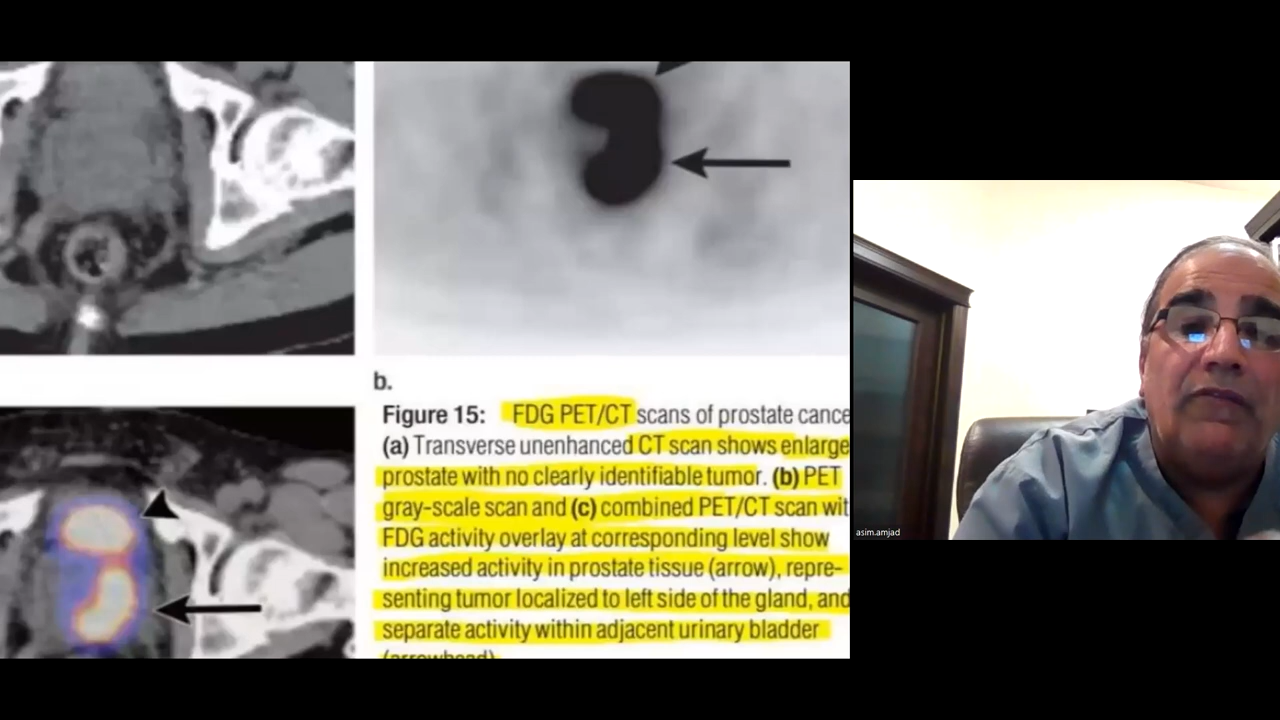 b.
Figure 15: FDG PET/CT scans of prostate cance
(a) Transverse unenhanced CT scan shows enlarge
prostate with no clearly identifiable tumor. (b) PET
gray-scale scan and (c) combined PET/CT scan wit
FDG activity overlay at corresponding level show
increased activity in prostate tissue (arrow), repre-
senting tumor localized to left side of the gland, and
separate activity within adjacent urinary bladder
(arrowhead).
asim.amjad